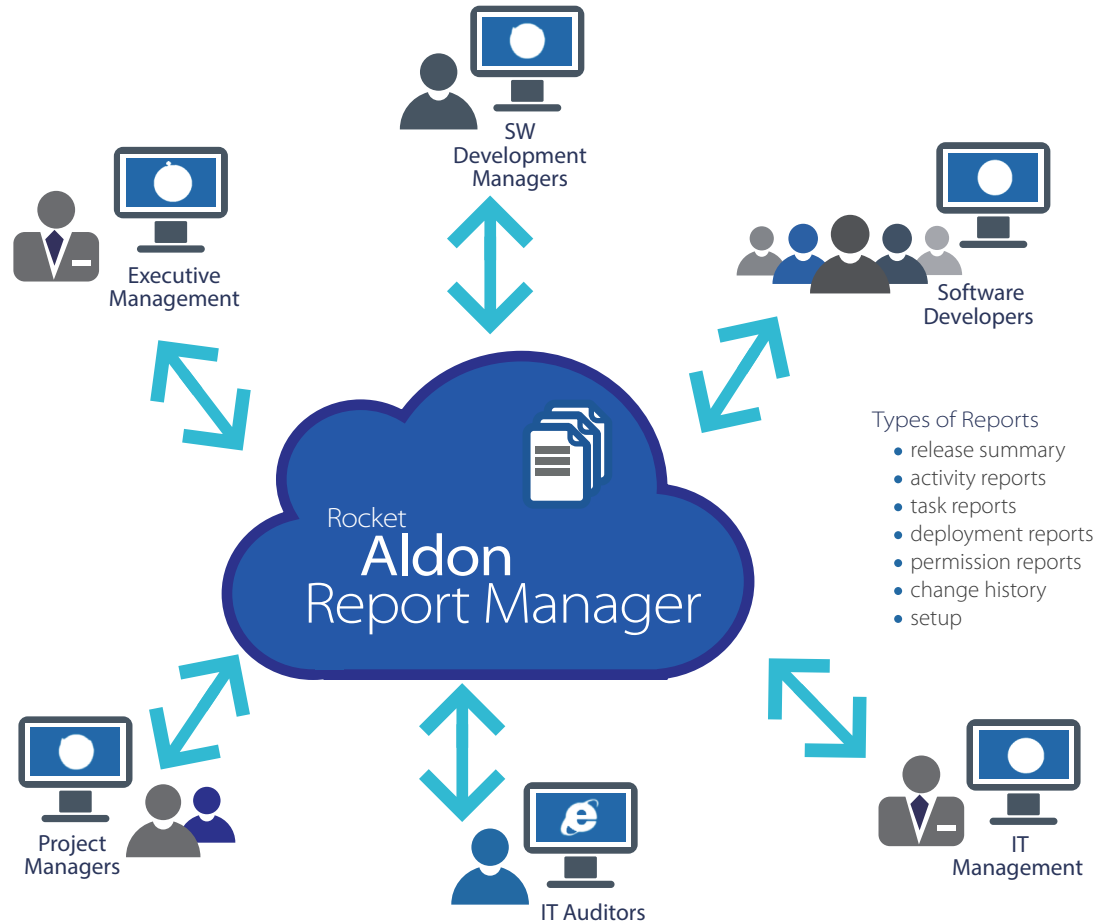 SW
Development
Managers
Executive
Management
Software
Developers
Types of Reports
• release summary
• activity reports
• task reports
• deployment reports
• permission reports
• change history
• setup
Rocket
Aldon
Report Manager
Project
Managers
IT Auditors
IT
Management